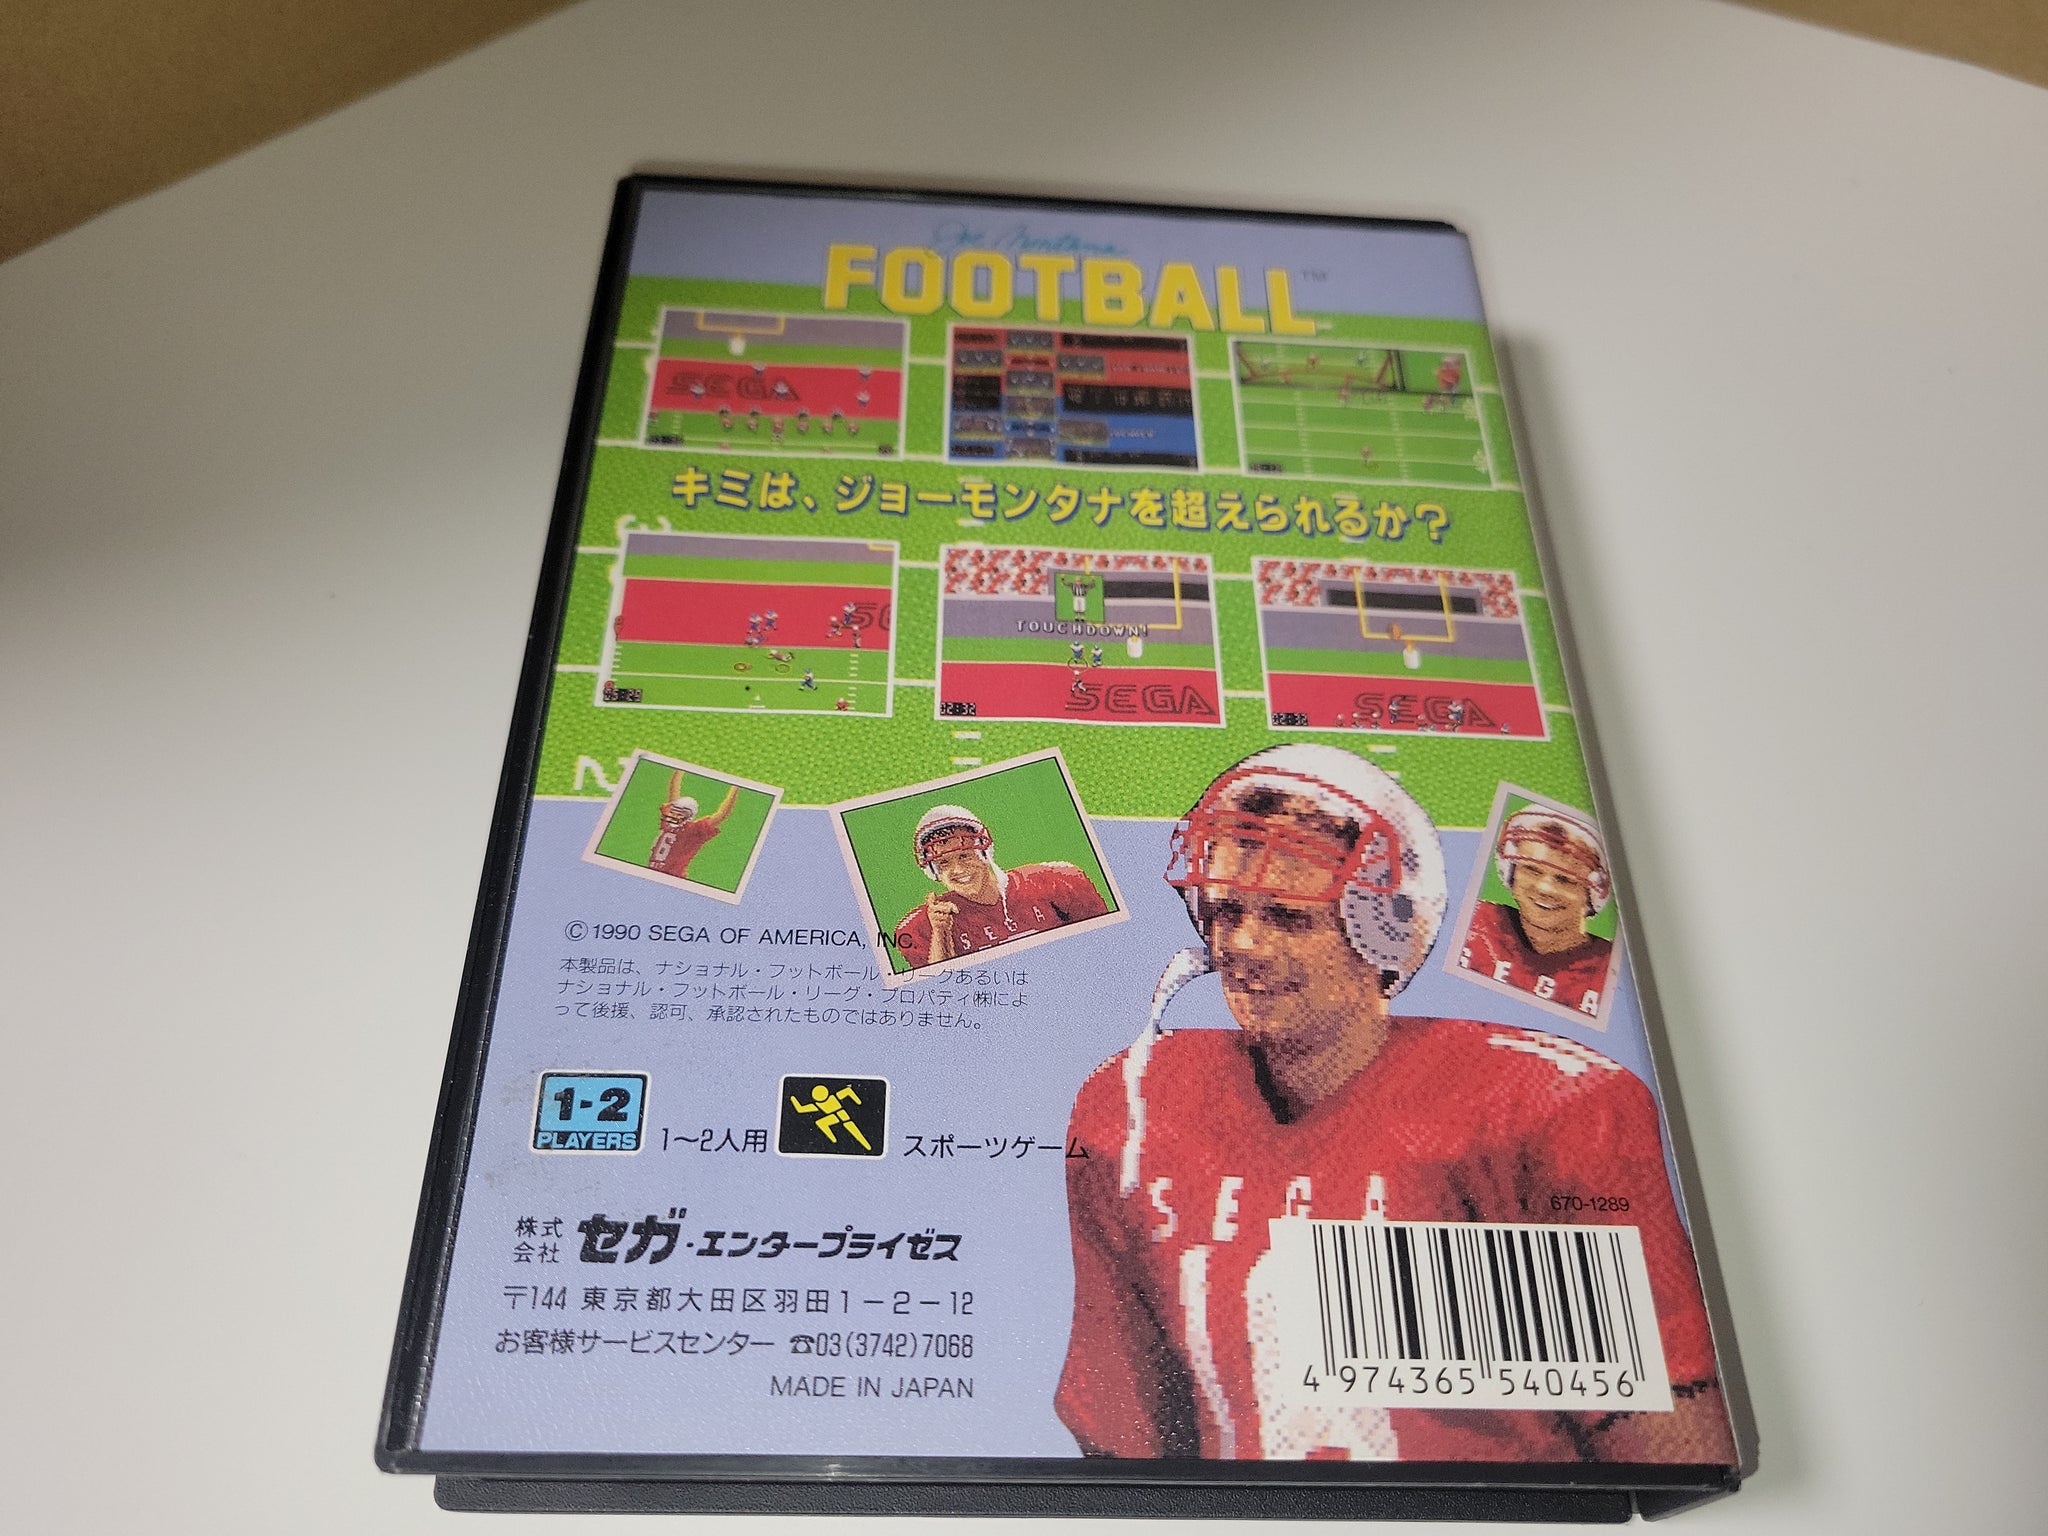 Joe Montana
FOOTBALL™
SEGA
キミは、ジョーモンタナを超えられるか？
SEGA
05:29
TOUCHDOWN!
SEGA
02:32
SEGA
02:32
SEGA
SEGA
©1990 SEGA OF AMERICA, INC.
本製品は、ナショナル・フットボール・リーグあるいは
ナショナル・フットボール・リーグ・プロパティ㈱によ
って後援、認可、承認されたものではありません。
1-2
PLAYERS
1〜2人用
スポーツゲーム
SEGA
670-1289
株式会社 セガ・エンタープライゼス
〒144 東京都大田区羽田1-2-12
お客様サービスセンター ☎03(3742)7068
MADE IN JAPAN
4 974365 540456